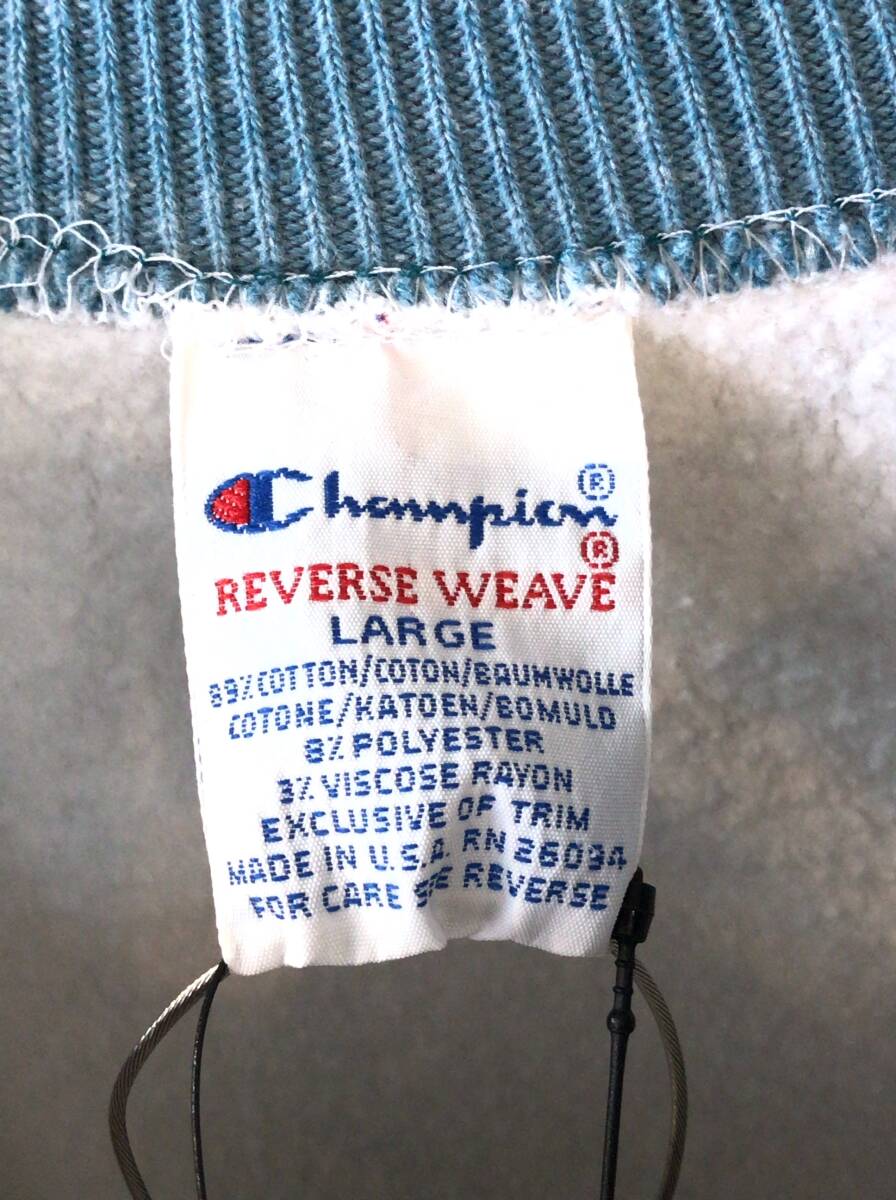 Champion®
REVERSE WEAVE®
LARGE
89% COTTON/COTON/BAUMWOLLE
COTONE/KATOEN/BOMULD
8% POLYESTER
3% VISCOSE RAYON
EXCLUSIVE OF TRIM
MADE IN U.S.A. RN 26094
FOR CARE SEE REVERSE